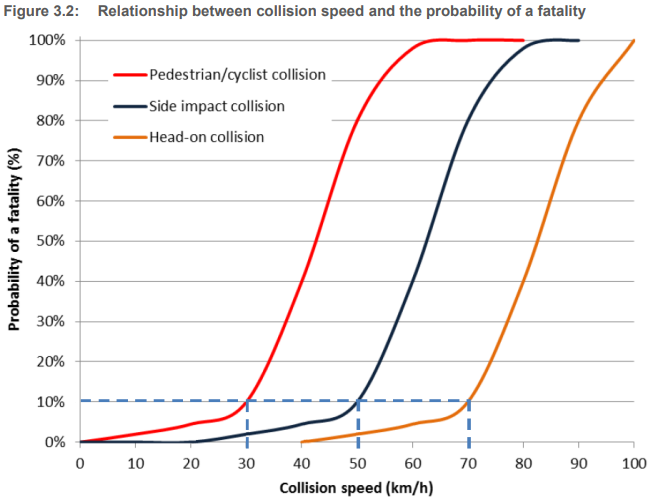 Figure 3.2: Relationship between collision speed and the probability of a fatality
100%
90%
80%
70%
60%
50%
40%
30%
20%
10%
0%
Probability of a fatality (%)
Pedestrian/cyclist collision
Side impact collision
Head-on collision
0 10 20 30 40 50 60 70 80 90 100
Collision speed (km/h)